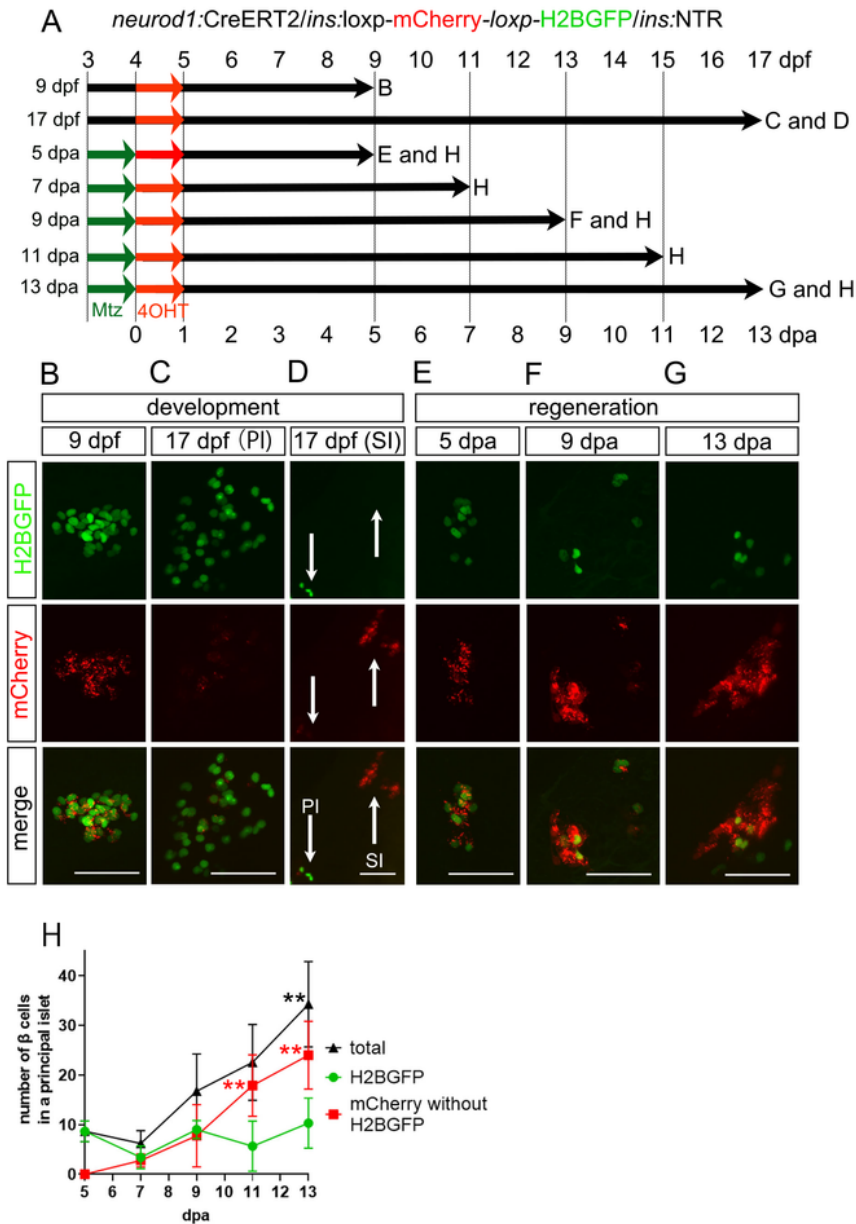 A
neurod1:CreERT2/ins:loxp-mCherry-loxp-H2BGFP/ins:NTR
3 4 5 6 7 8 9 10 11 12 13 14 15 16 17 dpf
9 dpf
B
17 dpf
C and D
5 dpa
E and H
7 dpa
H
9 dpa
F and H
11 dpa
H
13 dpa
G and H
Mtz 4OHT
0 1 2 3 4 5 6 7 8 9 10 11 12 13 dpa
B C D E F G
development regeneration
9 dpf 17 dpf (PI) 17 dpf (SI) 5 dpa 9 dpa 13 dpa
H2BGFP
mCherry
merge
PI
SI
H
number of β cells
in a principal islet
40
30
20
10
0
**
**
**
total
H2BGFP
mCherry without
H2BGFP
5 6 7 8 9 10 11 12 13
dpa